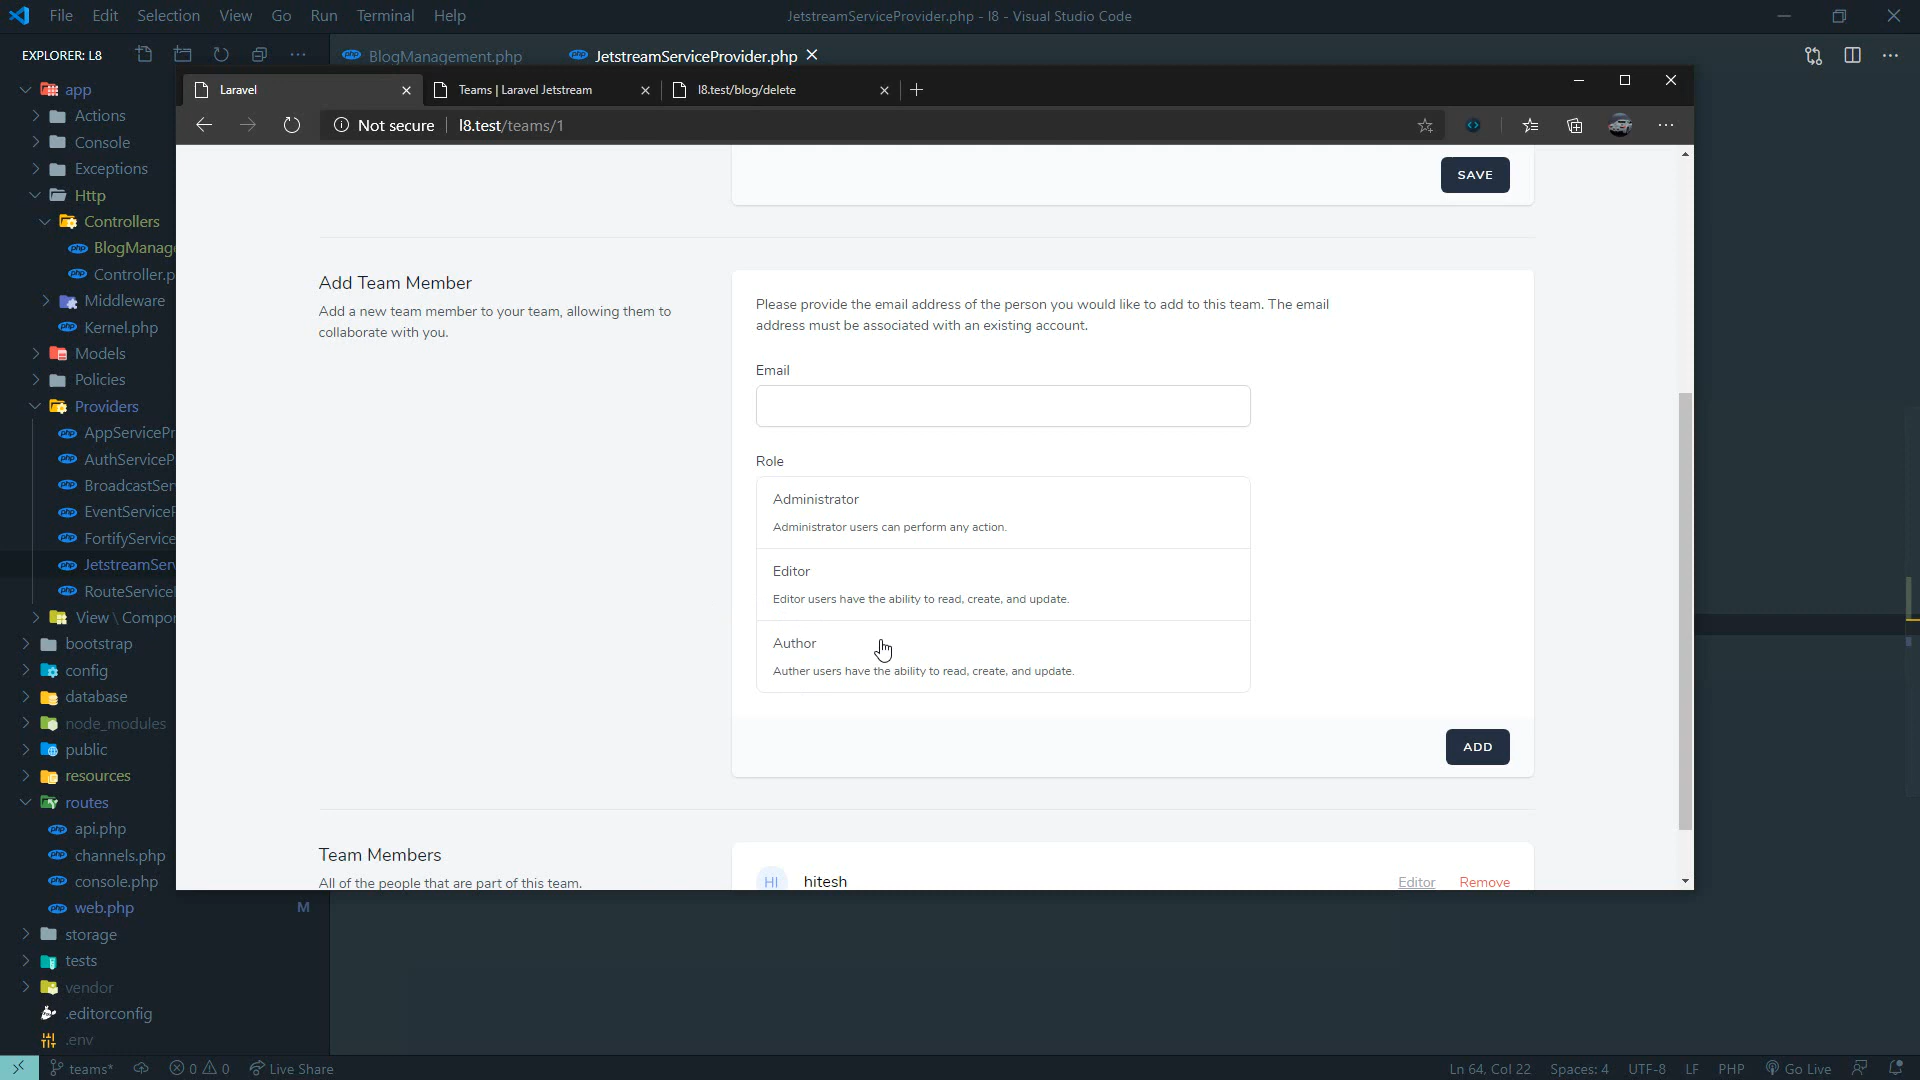 File Edit Selection View Go Run Terminal Help
JetstreamServiceProvider.php - l8 - Visual Studio Code
EXPLORER: L8
BlogManagement.php
JetstreamServiceProvider.php
app
Actions
Console
Exceptions
Http
Controllers
BlogManage
Controller.p
Middleware
Kernel.php
Models
Policies
Providers
AppServicePr
AuthServiceP
BroadcastSer
EventServiceP
FortifyService
JetstreamServ
RouteServiceP
View \ Compon
bootstrap
config
database
node_modules
public
resources
routes
api.php
channels.php
console.php
web.php M
storage
tests
vendor
.editorconfig
.env
Laravel
Teams | Laravel Jetstream
l8.test/blog/delete
Not secure
l8.test/teams/1
SAVE
Add Team Member
Add a new team member to your team, allowing them to
collaborate with you.
Please provide the email address of the person you would like to add to this team. The email
address must be associated with an existing account.
Email
Role
Administrator
Administrator users can perform any action.
Editor
Editor users have the ability to read, create, and update.
Author
Auther users have the ability to read, create, and update.
ADD
Team Members
All of the people that are part of this team.
HI
hitesh
Editor
Remove
teams*
0 0
Live Share
Ln 64, Col 22
Spaces: 4
UTF-8
LF
PHP
Go Live